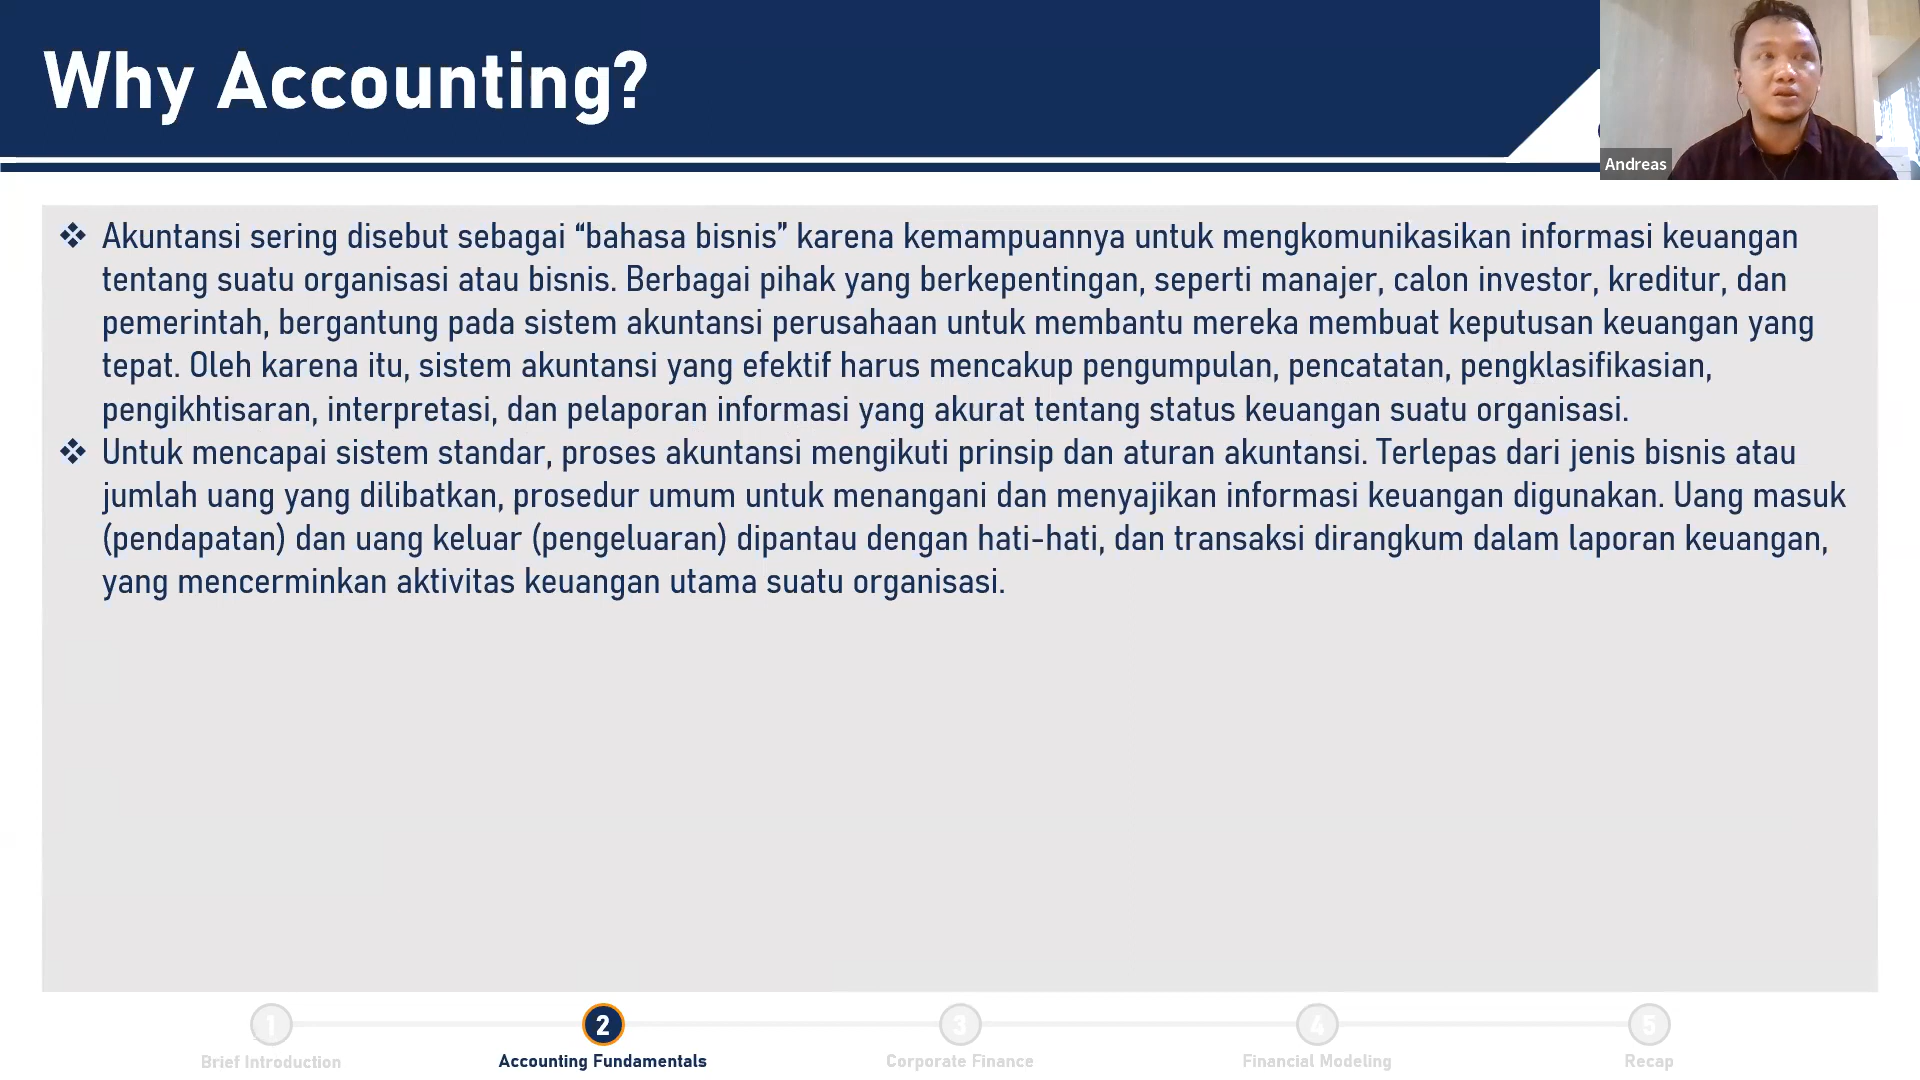 Why Accounting?
Andreas
❖ Akuntansi sering disebut sebagai “bahasa bisnis” karena kemampuannya untuk mengkomunikasikan informasi keuangan
tentang suatu organisasi atau bisnis. Berbagai pihak yang berkepentingan, seperti manajer, calon investor, kreditur, dan
pemerintah, bergantung pada sistem akuntansi perusahaan untuk membantu mereka membuat keputusan keuangan yang
tepat. Oleh karena itu, sistem akuntansi yang efektif harus mencakup pengumpulan, pencatatan, pengklasifikasian,
pengikhtisaran, interpretasi, dan pelaporan informasi yang akurat tentang status keuangan suatu organisasi.
❖ Untuk mencapai sistem standar, proses akuntansi mengikuti prinsip dan aturan akuntansi. Terlepas dari jenis bisnis atau
jumlah uang yang dilibatkan, prosedur umum untuk menangani dan menyajikan informasi keuangan digunakan. Uang masuk
(pendapatan) dan uang keluar (pengeluaran) dipantau dengan hati-hati, dan transaksi dirangkum dalam laporan keuangan,
yang mencerminkan aktivitas keuangan utama suatu organisasi.
1 2 3 4 5
Brief Introduction Accounting Fundamentals Corporate Finance Financial Modeling Recap